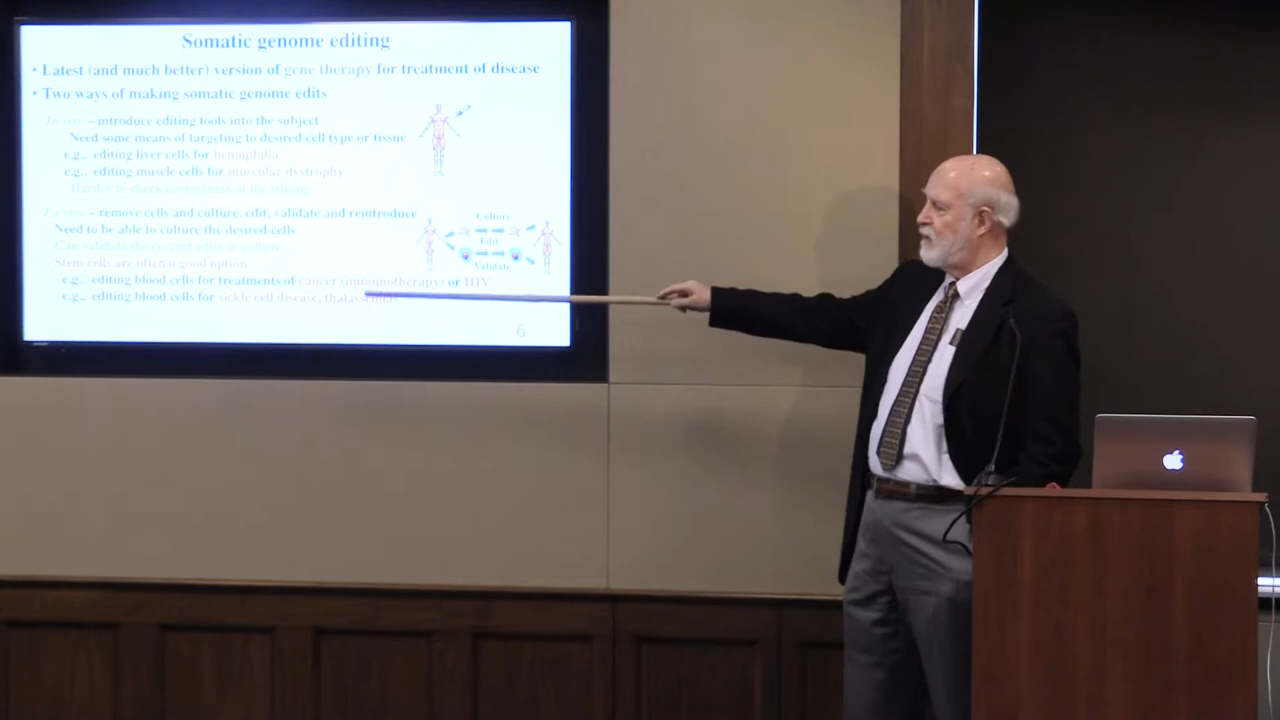 Somatic genome editing
• Latest (and much better) version of gene therapy for treatment of disease
• Two ways of making somatic genome edits
In vivo – introduce editing tools into the subject
Need some means of targeting to desired cell type or tissue
e.g., editing liver cells for hemophilia
e.g., editing muscle cells for muscular dystrophy
Harder to check correctness of the editing
Ex vivo – remove cells and culture, edit, validate and reintroduce
Need to be able to culture the desired cells
Can validate the correct edits in culture
Stem cells are often a good option
e.g., editing blood cells for treatments of cancer (immunotherapy) or HIV
e.g., editing blood cells for sickle cell disease, thalassemias
Culture
Edit
Validate
6